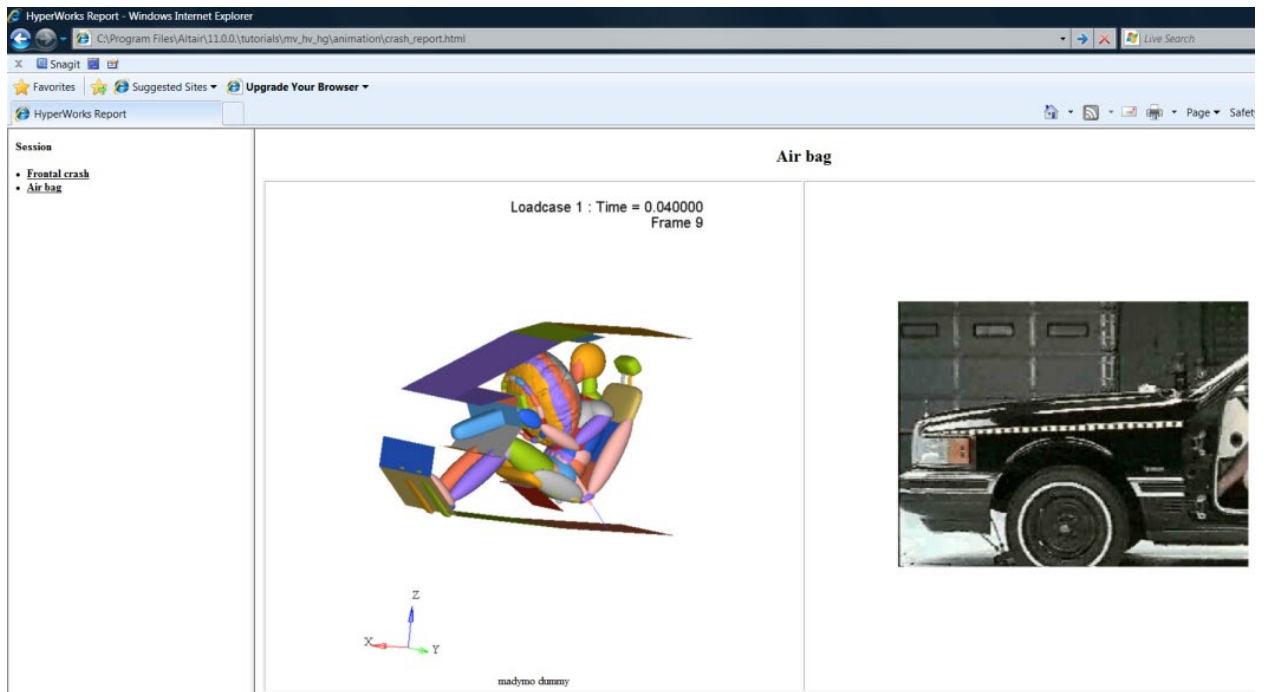 HyperWorks Report - Windows Internet Explorer
C:\Program Files\Altair\11.0.0.\tutorials\mv_hv_hg\animation\crash_report.html
Live Search
x Snagit
Favorites Suggested Sites Upgrade Your Browser
HyperWorks Report
Page Safet
Session
Frontal crash
Air bag
Air bag
Loadcase 1 : Time = 0.040000
Frame 9
Z
X
Y
madymo dummy